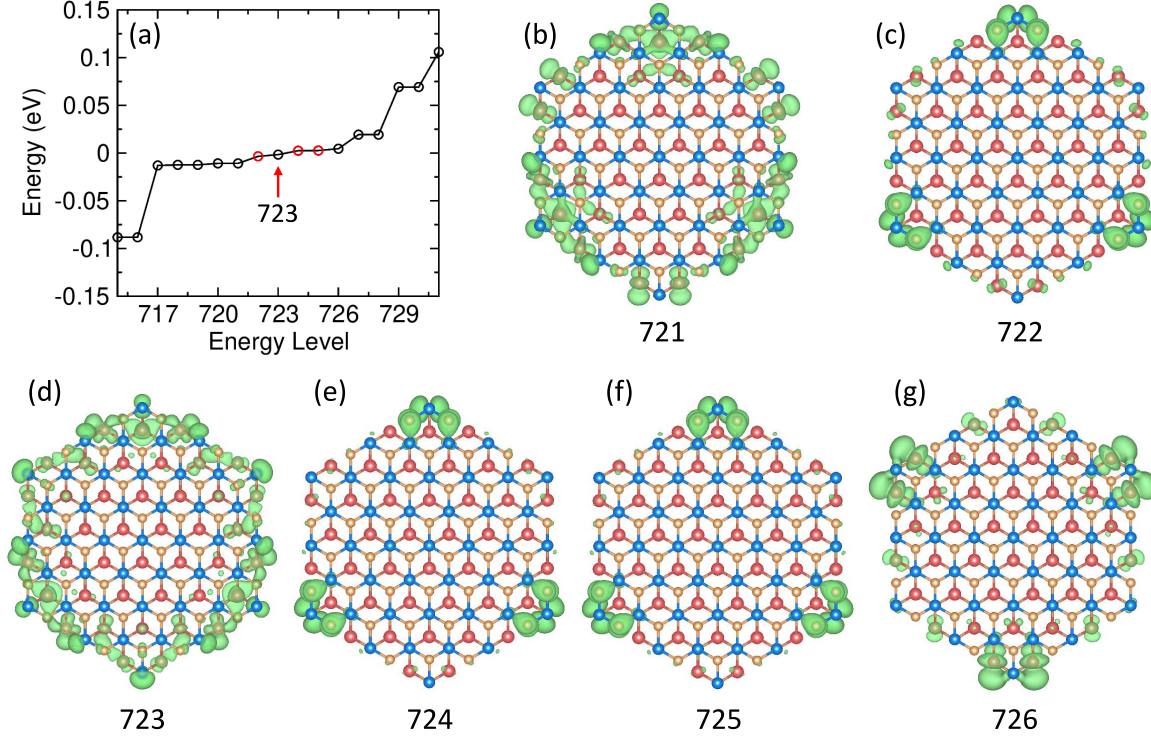 (a)
0.15
0.1
0.05
0
-0.05
-0.1
-0.15
Energy (eV)
723
717 720 723 726 729
Energy Level
(b)
721
(c)
722
(d)
723
(e)
724
(f)
725
(g)
726